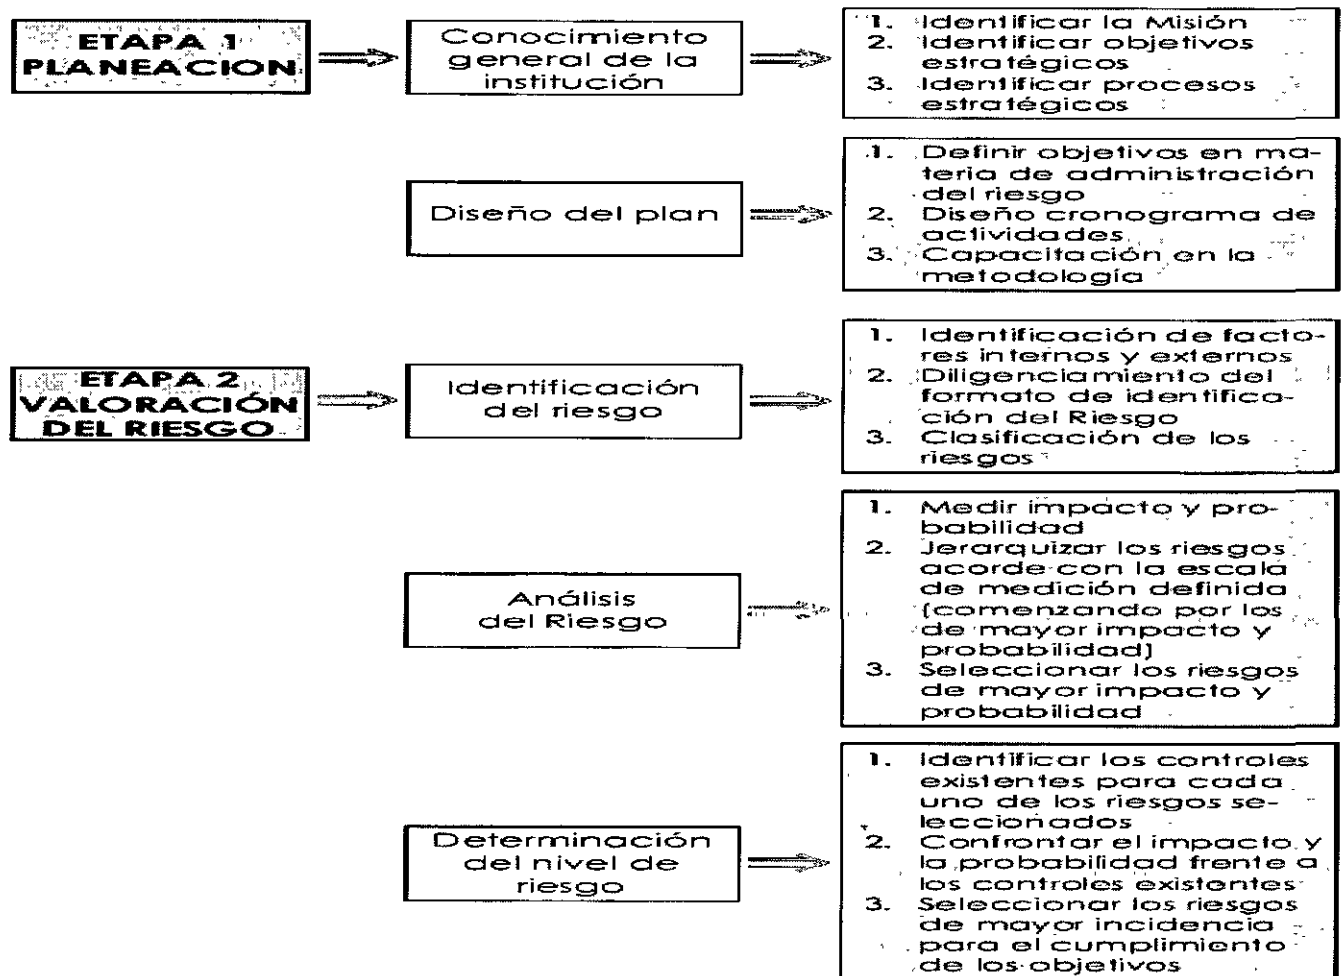 ETAPA 1
PLANEACION
Conocimiento
general de la
institución
1. Identificar la Misión
2. Identificar objetivos
estratégicos
3. Identificar procesos
estratégicos
Diseño del plan
1. Definir objetivos en ma-
teria de administración
del riesgo
2. Diseño cronograma de
actividades
3. Capacitación en la
metodología
ETAPA 2
VALORACIÓN
DEL RIESGO
Identificación
del riesgo
1. Identificación de facto-
res internos y externos
2. Diligenciamiento del
formato de identifica-
ción del Riesgo
3. Clasificación de los
riesgos
Análisis
del Riesgo
1. Medir impacto y pro-
babilidad
2. Jerarquizar los riesgos
acorde con la escala
de medición definida
(comenzando por los
de mayor impacto y
probabilidad)
3. Seleccionar los riesgos
de mayor impacto y
probabilidad
Determinación
del nivel de
riesgo
1. Identificar los controles
existentes para cada
uno de los riesgos se-
leccionados
2. Confrontar el impacto y
la probabilidad frente a
los controles existentes
3. Seleccionar los riesgos
de mayor incidencia
para el cumplimiento
de los objetivos